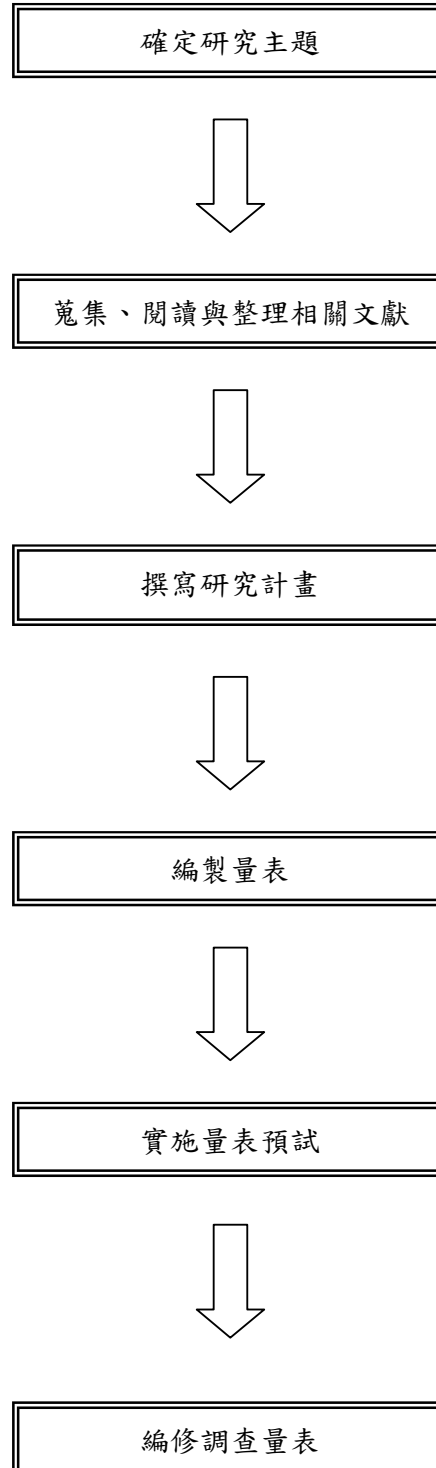 確定研究主題
蒐集、閱讀與整理相關文獻
撰寫研究計畫
編製量表
實施量表預試
編修調查量表